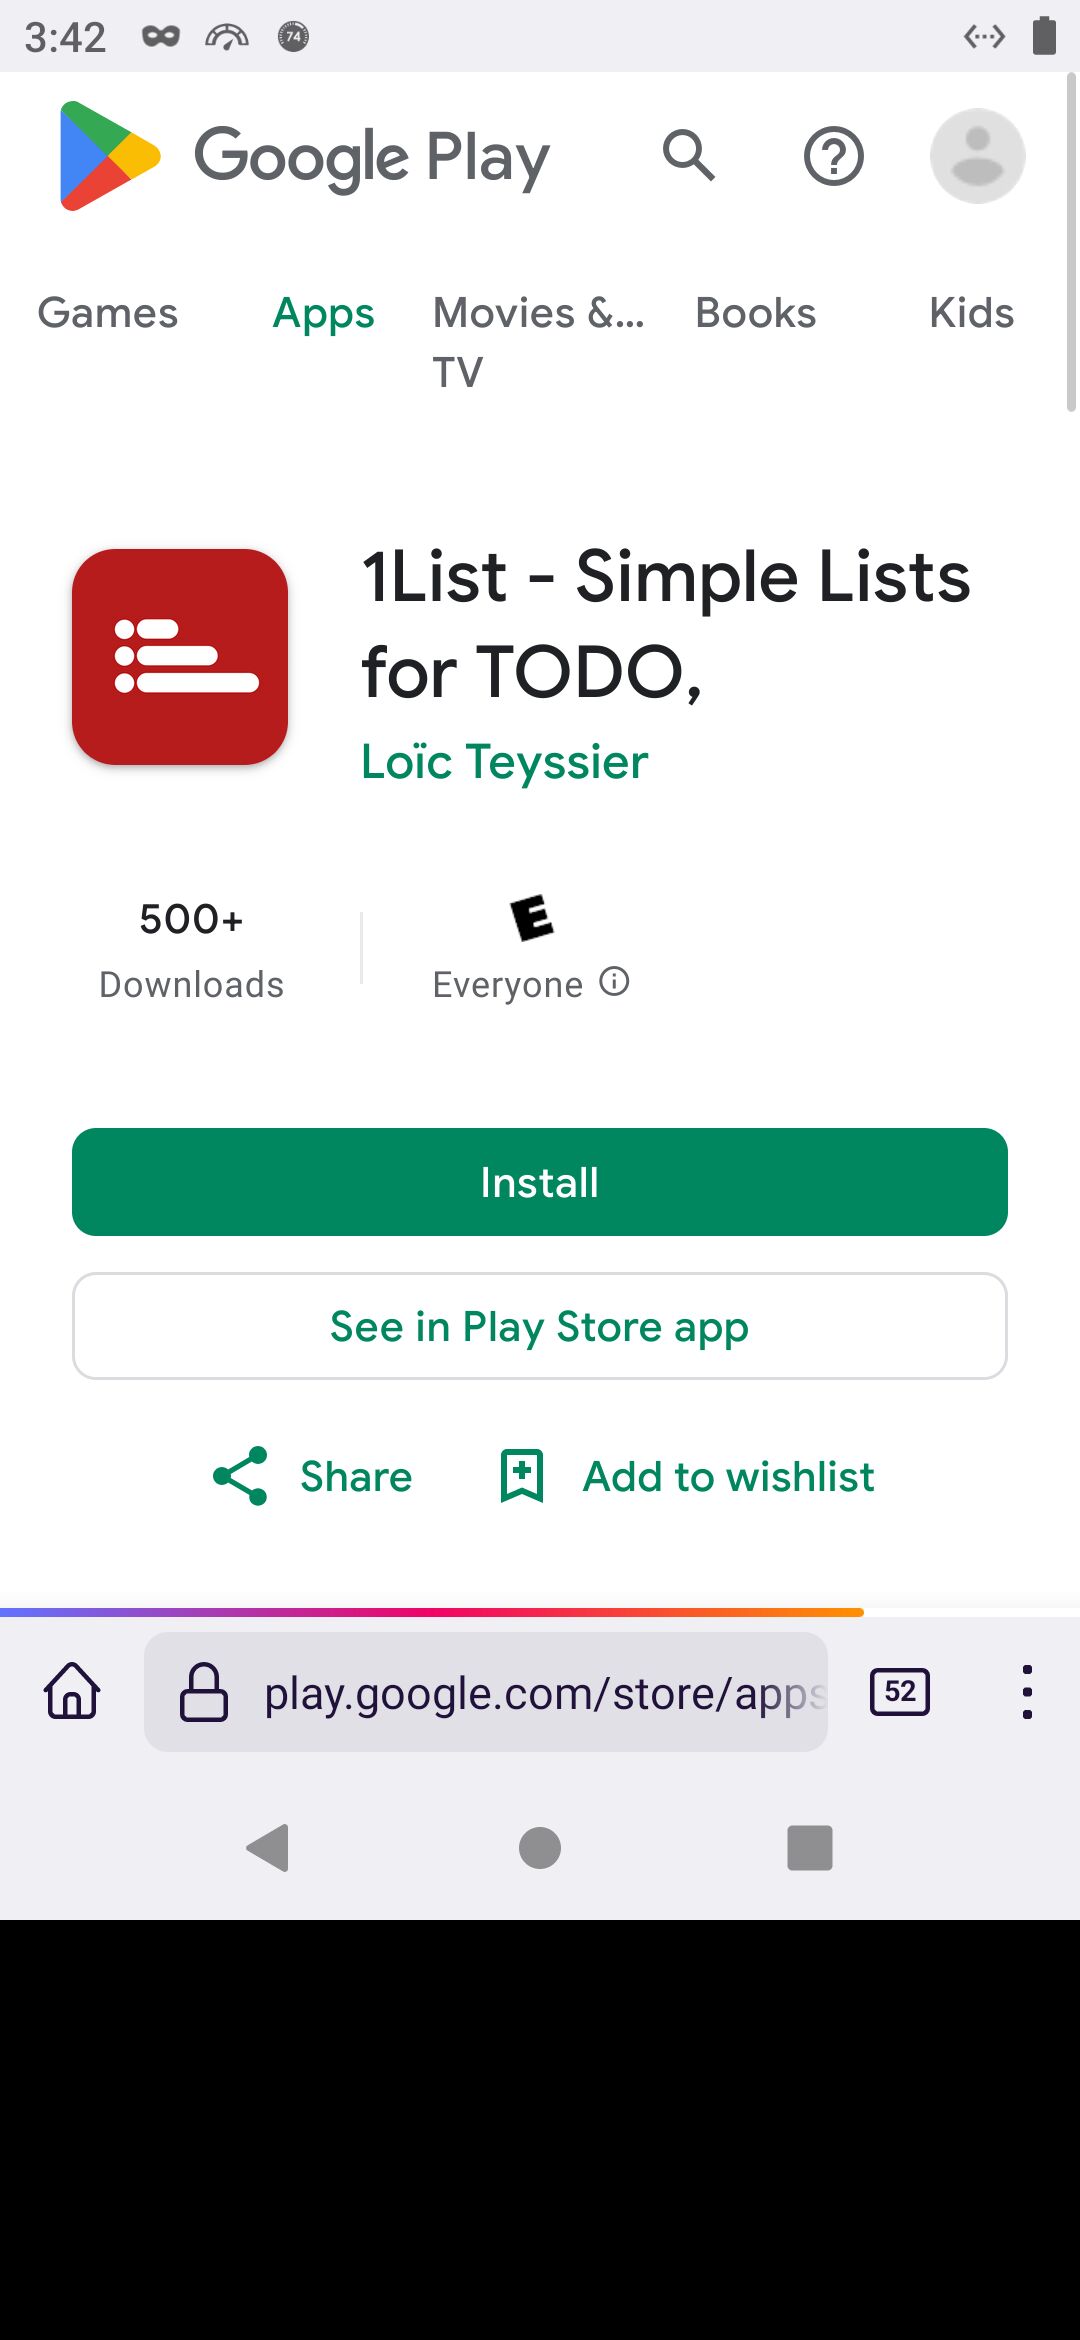 3:42
74
Google Play
Games
Apps
Movies &...
TV
Books
Kids
1List - Simple Lists
for TODO,
Loïc Teyssier
500+
Downloads
E
Everyone
Install
See in Play Store app
Share
Add to wishlist
play.google.com/store/apps
52